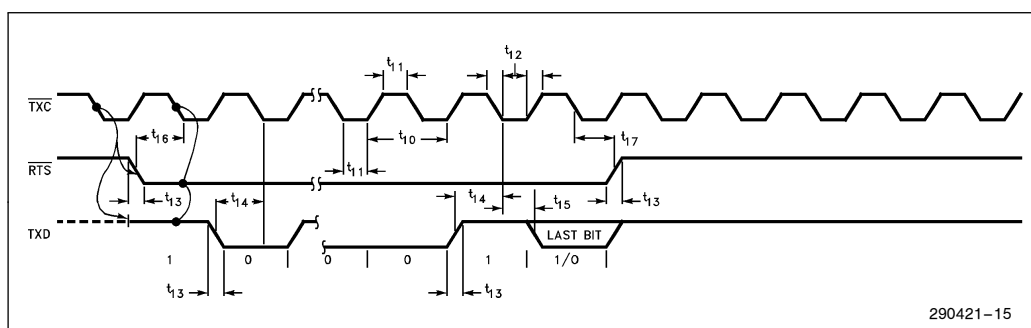 t12
t11
TXC
t16
t10
t17
t11
RTS
t13
t14
t14
t15
t13
TXD
LAST BIT
1 0 0 0 1 1/0
t13
t13
290421–15